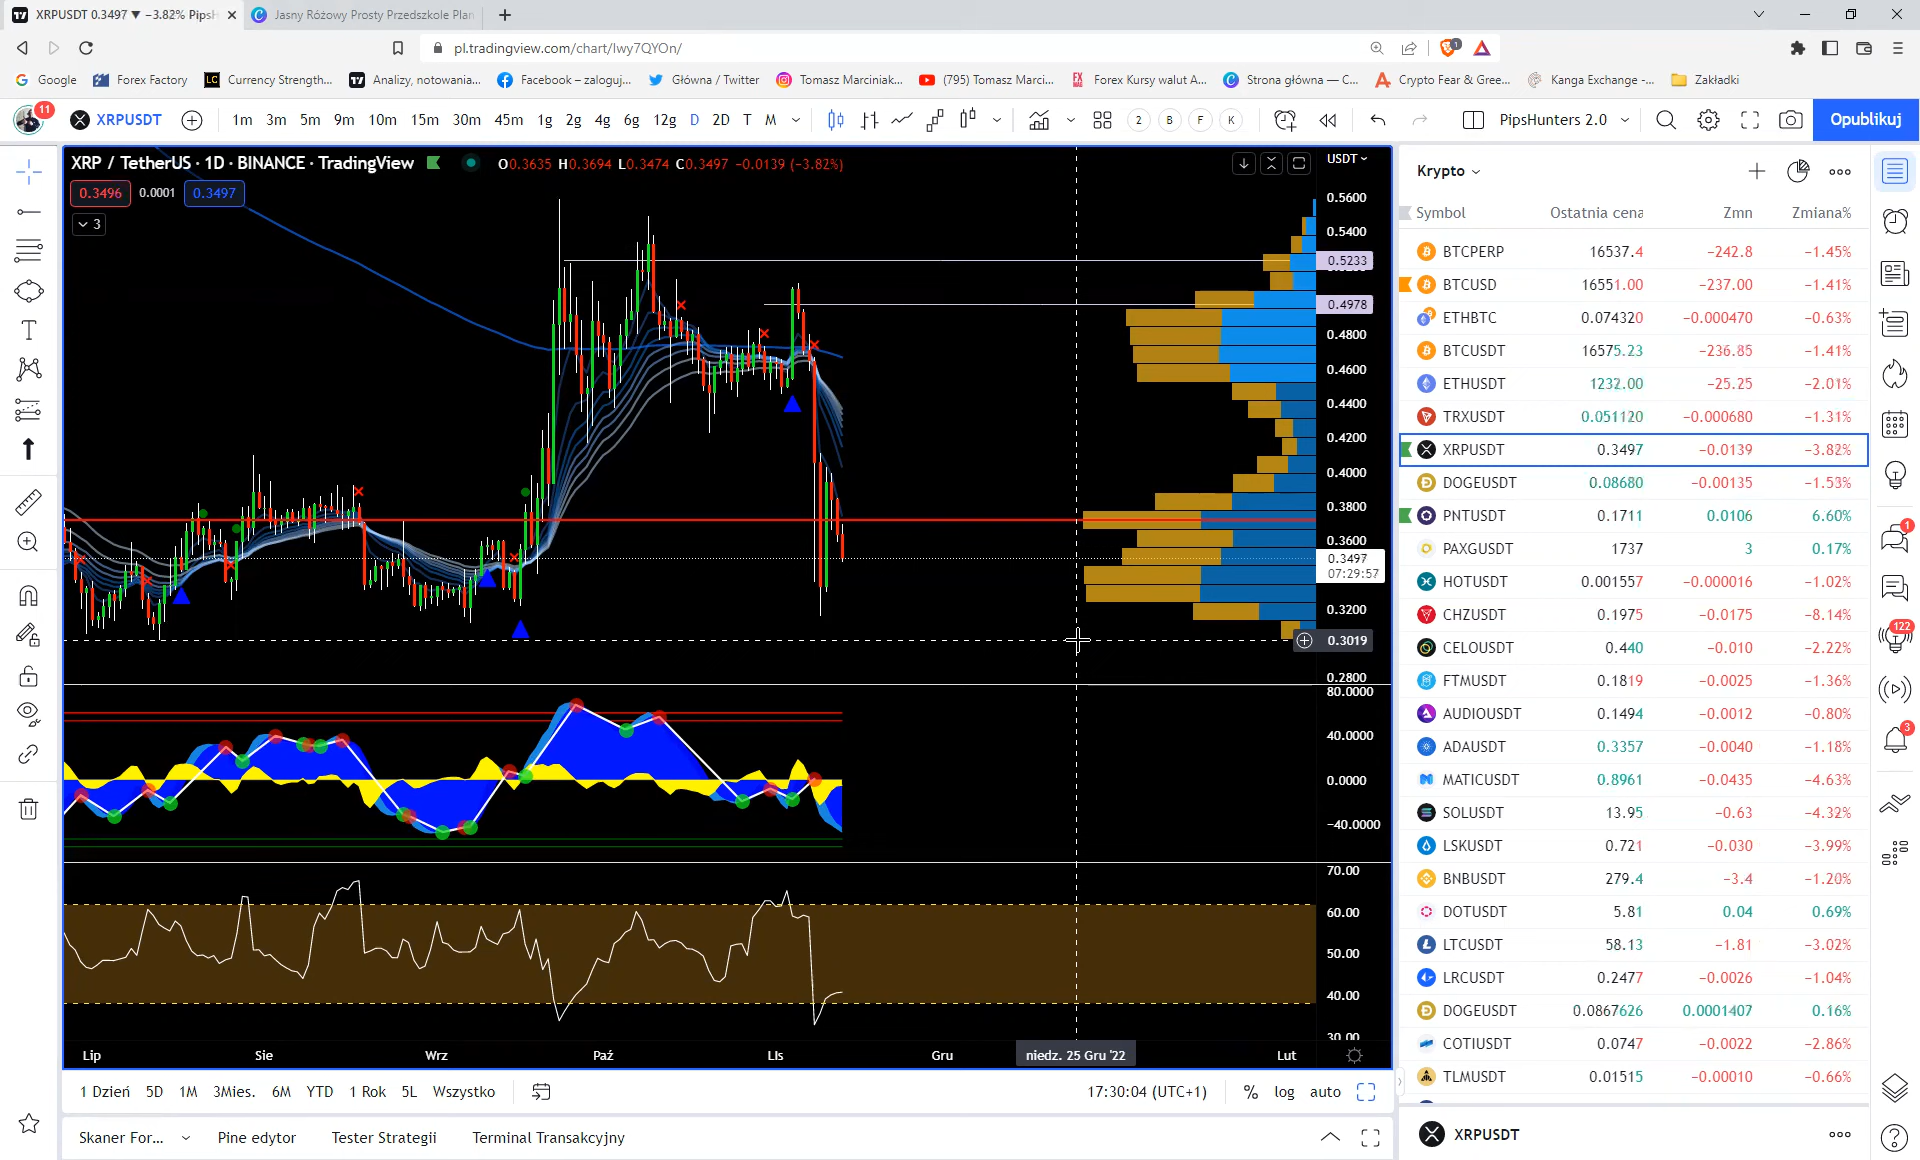 XRPUSDT 0.3497 ▼ −3.82% PipsH
Jasny Różowy Prosty Przedszkole Plan
pl.tradingview.com/chart/Iwy7QYOn/
1
Google Forex Factory Currency Strength... Analizy, notowania... Facebook – zaloguj... Główna / Twitter Tomasz Marciniak... (795) Tomasz Marci... Forex Kursy walut A... Strona główna — C... Crypto Fear & Gree... Kanga Exchange -... Zakładki
11
XRPUSDT 1m 3m 5m 9m 10m 15m 30m 45m 1g 2g 4g 6g 12g D 2D T M 2 B F K PipsHunters 2.0 Opublikuj
XRP / TetherUS · 1D · BINANCE · TradingView O0.3635 H0.3694 L0.3474 C0.3497 −0.0139 (−3.82%)
0.3496 0.0001 0.3497
3
USDT
0.5600
0.5400
0.5233
0.4978
0.4800
0.4600
0.4400
0.4200
0.4000
0.3800
0.3600
0.3497
07:29:57
0.3200
0.3019
0.2800
80.0000
40.0000
0.0000
−40.0000
70.00
60.00
50.00
40.00
30.00
Lip Sie Wrz Paź Lis Gru niedz. 25 Gru '22 Lut
1 Dzień 5D 1M 3Mies. 6M YTD 1 Rok 5L Wszystko 17:30:04 (UTC+1) % log auto
Skaner For... Pine edytor Tester Strategii Terminal Transakcyjny
Krypto
Symbol Ostatnia cena Zmn Zmiana%
BTCPERP 16537.4 −242.8 −1.45%
BTCUSD 16551.00 −237.00 −1.41%
ETHBTC 0.074320 −0.000470 −0.63%
BTCUSDT 16575.23 −236.85 −1.41%
ETHUSDT 1232.00 −25.25 −2.01%
TRXUSDT 0.051120 −0.000680 −1.31%
XRPUSDT 0.3497 −0.0139 −3.82%
DOGEUSDT 0.08680 −0.00135 −1.53%
PNTUSDT 0.1711 0.0106 6.60%
PAXGUSDT 1737 3 0.17%
HOTUSDT 0.001557 −0.000016 −1.02%
CHZUSDT 0.1975 −0.0175 −8.14%
CELOUSDT 0.440 −0.010 −2.22%
FTMUSDT 0.1819 −0.0025 −1.36%
AUDIOUSDT 0.1494 −0.0012 −0.80%
ADAUSDT 0.3357 −0.0040 −1.18%
MATICUSDT 0.8961 −0.0435 −4.63%
SOLUSDT 13.95 −0.63 −4.32%
LSKUSDT 0.721 −0.030 −3.99%
BNBUSDT 279.4 −3.4 −1.20%
DOTUSDT 5.81 0.04 0.69%
LTCUSDT 58.13 −1.81 −3.02%
LRCUSDT 0.2477 −0.0026 −1.04%
DOGEUSDT 0.0867626 0.0001407 0.16%
COTIUSDT 0.0747 −0.0022 −2.86%
TLMUSDT 0.01515 −0.00010 −0.66%
XRPUSDT
1
122
3